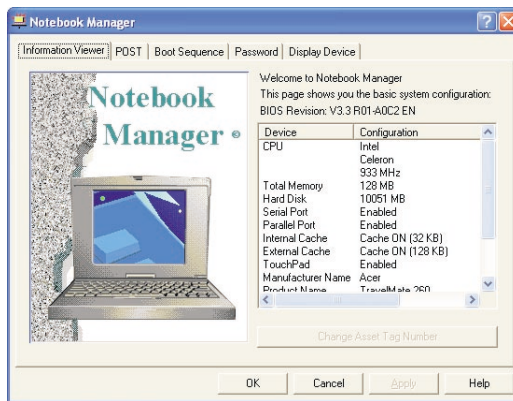 Notebook Manager
Information Viewer POST Boot Sequence Password Display Device
Notebook
Manager ®
Welcome to Notebook Manager
This page shows you the basic system configuration:
BIOS Revision: V3.3 R01-A0C2 EN
Device Configuration
CPU Intel
Celeron
933 MHz
Total Memory 128 MB
Hard Disk 10051 MB
Serial Port Enabled
Parallel Port Enabled
Internal Cache Cache ON (32 KB)
External Cache Cache ON (128 KB)
TouchPad Enabled
Manufacturer Name Acer
Product Name TravelMate 260
Change Asset Tag Number
OK Cancel Apply Help